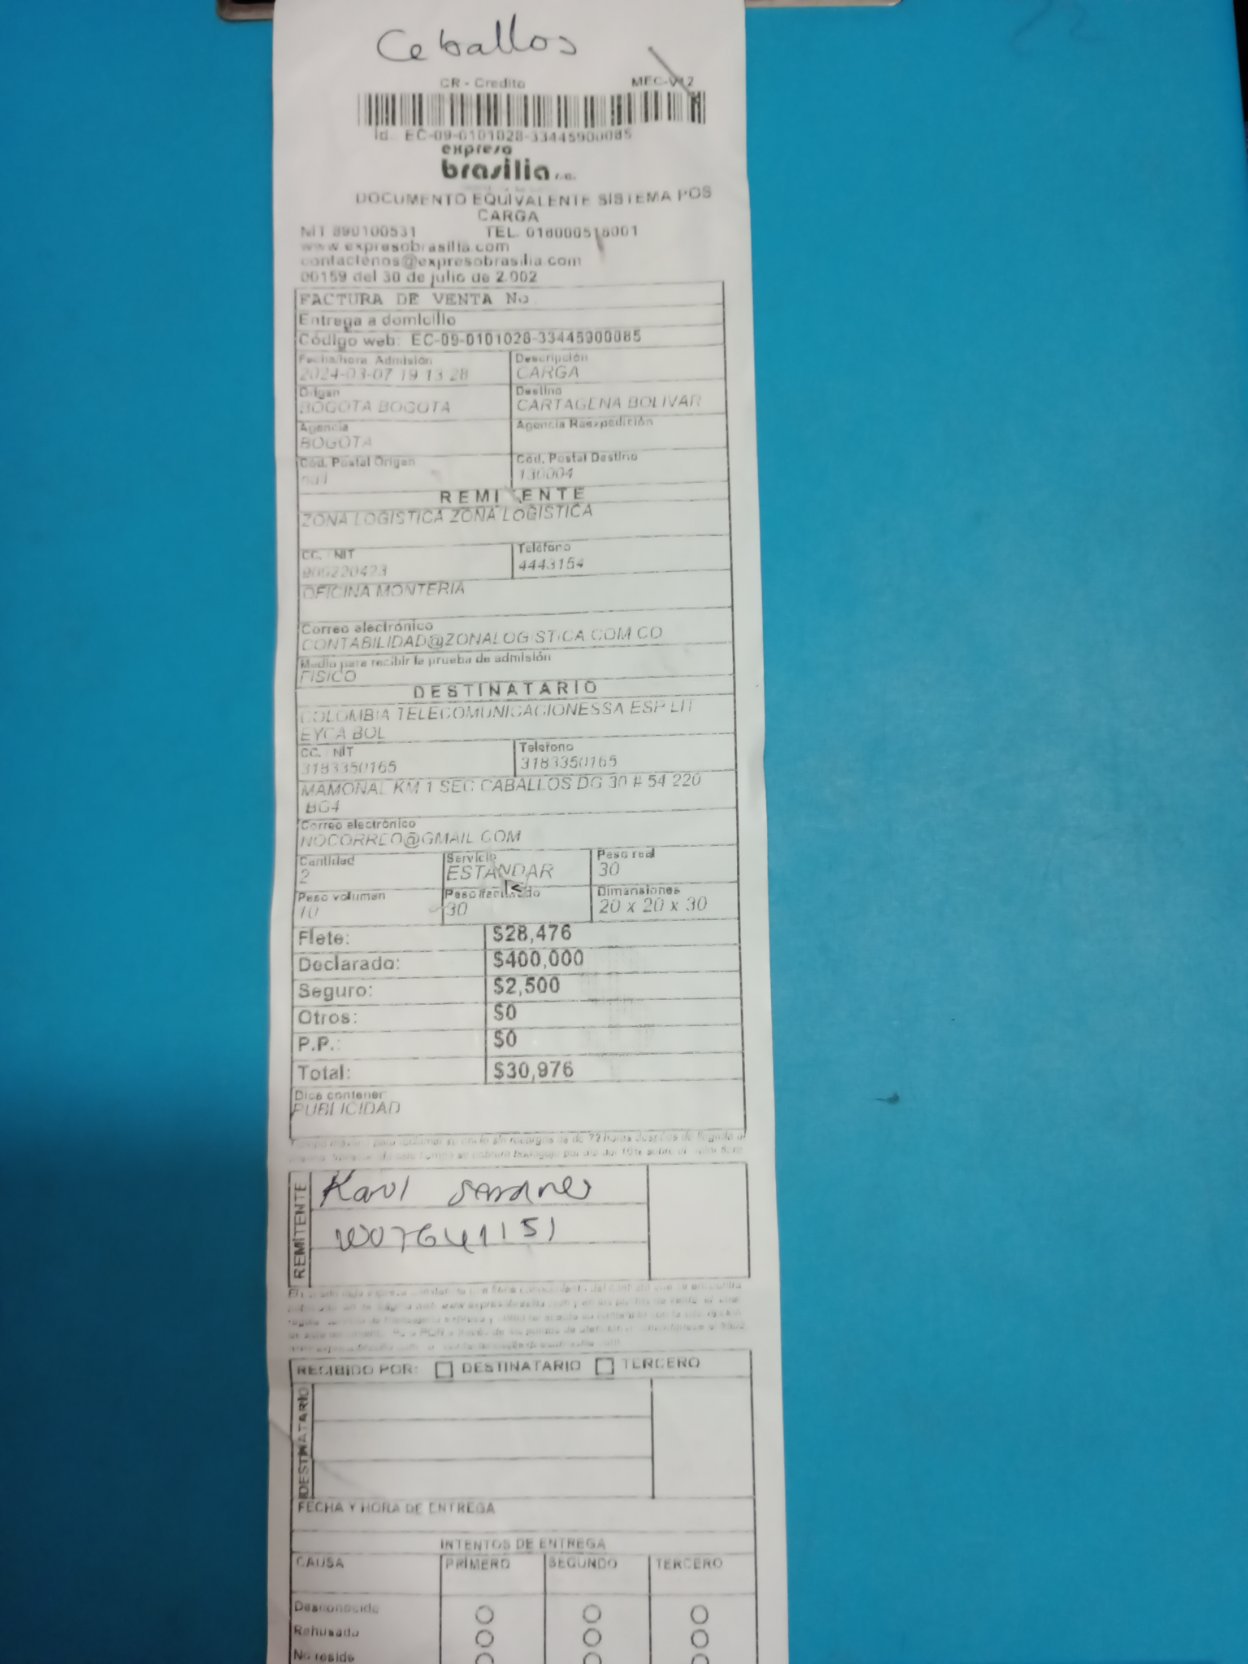 Ceballos
CR - Credito MEC-V12
Id.. EC-09-0101028-33445900085
expreso
brasilia s.a.
DOCUMENTO EQUIVALENTE SISTEMA POS
CARGA
NIT 890100531 TEL. 018000518001
www.expresobrasilia.com
contactenos@expresobrasilia.com
00159 del 30 de julio de 2.002
FACTURA DE VENTA No
Entrega a domicilio
Código web: EC-09-0101028-33445900085
Fecha/hora Admisión Descripción
2024-03-07 19 13 28 CARGA
Origen Destino
BOGOTA BOGOTA CARTAGENA BOLIVAR
Agencia Agencia Reexpedición
BOGOTA
Cód. Postal Origen Cód. Postal Destino
130004
REMITENTE
ZONA LOGISTICA ZONA LOGISTICA
CC. NIT Teléfono
900220423 4443154
OFICINA MONTERIA
Correo electrónico
CONTABILIDAD@ZONALOGISTICA.COM.CO
Medio para recibir la prueba de admisión
FISICO
DESTINATARIO
COLOMBIA TELECOMUNICACIONESSA ESP LIT
EYCA BOL
CC. NIT Teléfono
3183350165 3183350165
MAMONAL KM 1 SEC CABALLOS DG 30 # 54 220
BG4
Correo electrónico
NOCORREO@GMAIL.COM
Cantidad Servicio Peso real
2 ESTANDAR 30
Peso volumen Peso facturado Dimensiones
10 30 20 x 20 x 30
Flete: $28,476
Declarado: $400,000
Seguro: $2,500
Otros: $0
P.P.: $0
Total: $30,976
Dice contener
PUBLICIDAD
REMITENTE
Karol
RECIBIDO POR: DESTINATARIO TERCERO
DESTINATARIO
FECHA Y HORA DE ENTREGA
INTENTOS DE ENTREGA
CAUSA PRIMERO SEGUNDO TERCERO
Desconocido
Rehusado
No reside